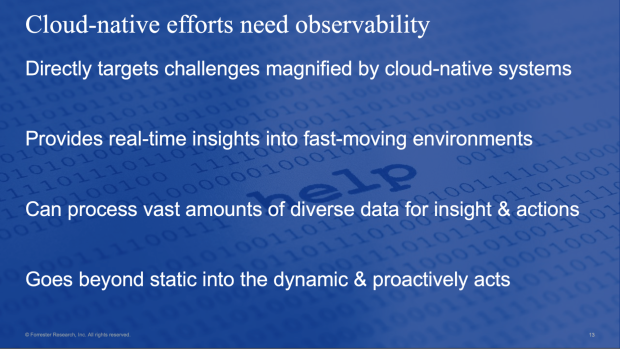 Cloud-native efforts need observability
Directly targets challenges magnified by cloud-native systems
Provides real-time insights into fast-moving environments
help
Can process vast amounts of diverse data for insight & actions
Goes beyond static into the dynamic & proactively acts
© Forrester Research, Inc. All rights reserved.
15